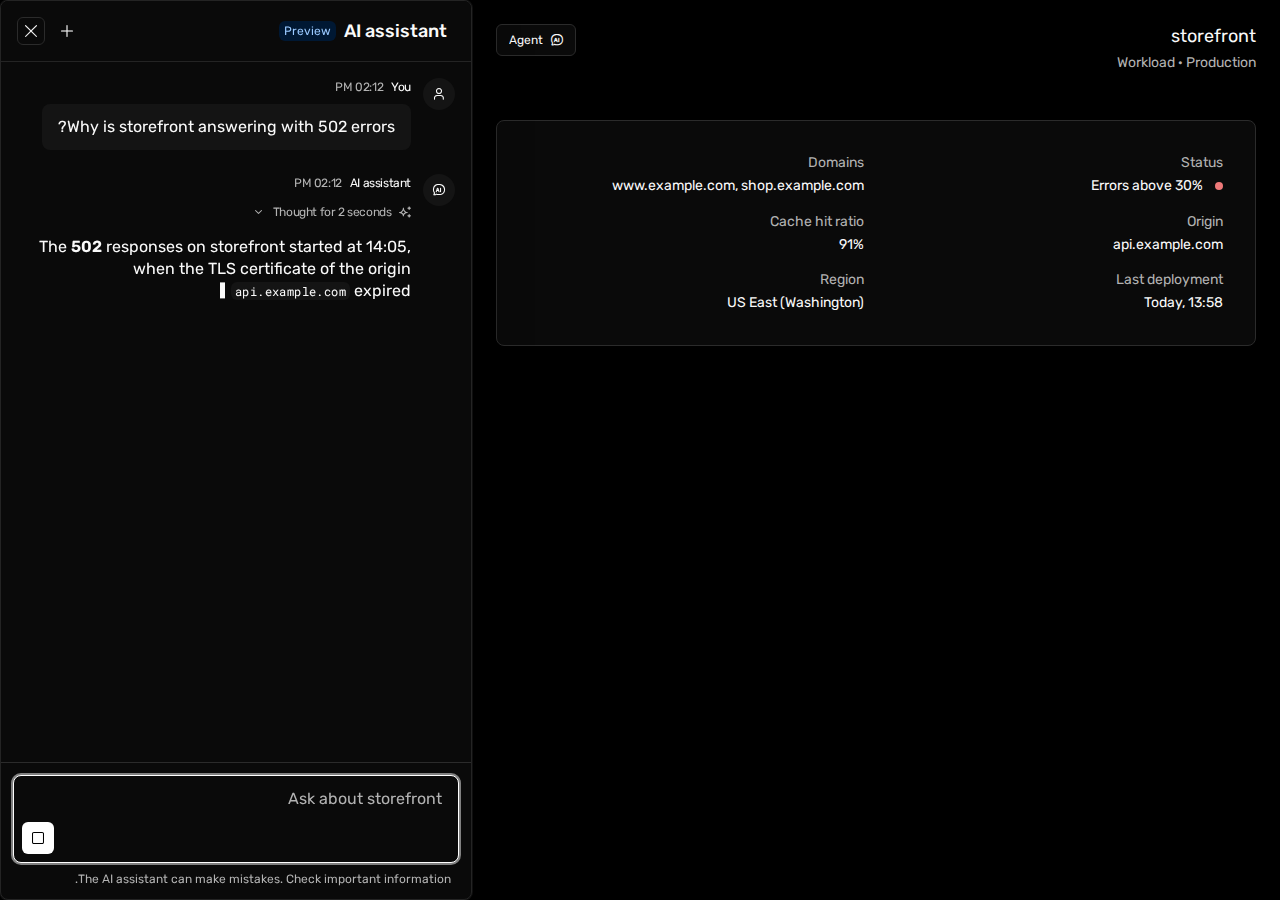 AI assistant
Preview
You
02:12 PM
Why is storefront answering with 502 errors?
AI assistant
02:12 PM
Thought for 2 seconds
The 502 responses on storefront started at 14:05,
when the TLS certificate of the origin
api.example.com expired
Ask about storefront
The AI assistant can make mistakes. Check important information.
storefront
Workload • Production
Agent
Status
Errors above 30%
Domains
www.example.com, shop.example.com
Origin
api.example.com
Cache hit ratio
91%
Last deployment
Today, 13:58
Region
US East (Washington)